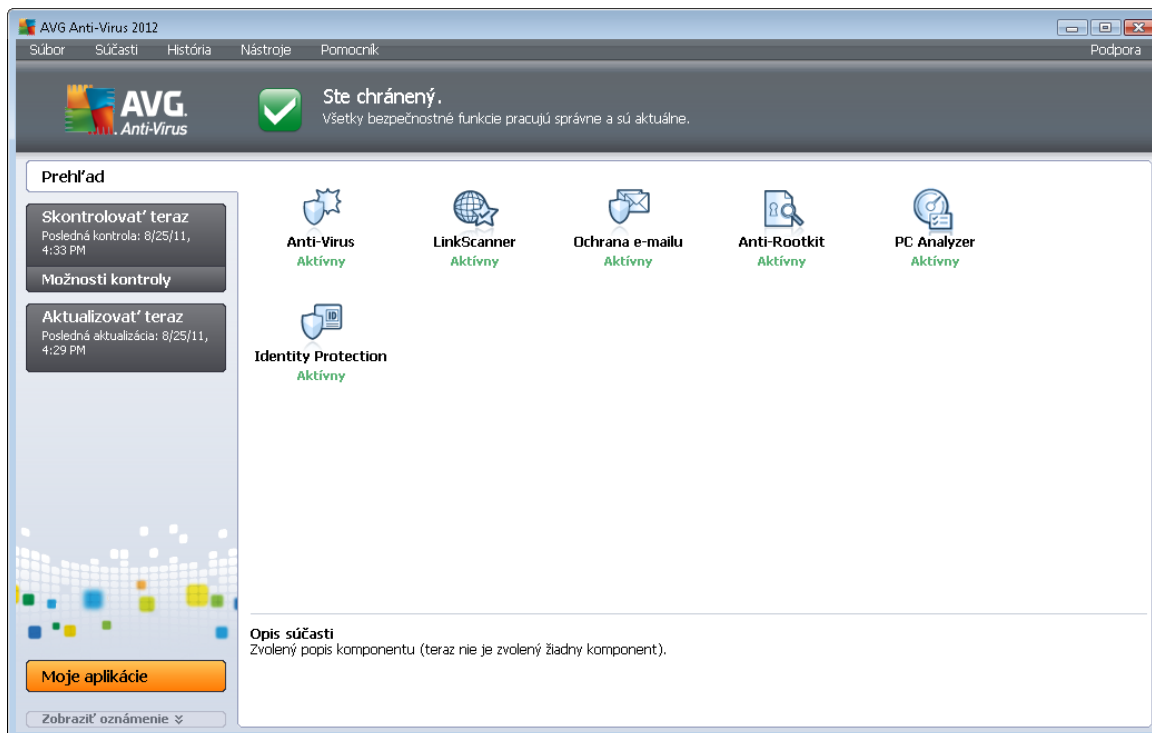 AVG Anti-Virus 2012
Súbor Súčasti História Nástroje Pomocník Podpora
AVG.
Anti-Virus
Ste chránený.
Všetky bezpečnostné funkcie pracujú správne a sú aktuálne.
Prehľad
Skontrolovať teraz
Posledná kontrola: 8/25/11,
4:33 PM
Možnosti kontroly
Aktualizovať teraz
Posledná aktualizácia: 8/25/11,
4:29 PM
Anti-Virus
Aktívny
LinkScanner
Aktívny
Ochrana e-mailu
Aktívny
Anti-Rootkit
Aktívny
PC Analyzer
Aktívny
Identity Protection
Aktívny
Opis súčasti
Zvolený popis komponentu (teraz nie je zvolený žiadny komponent).
Moje aplikácie
Zobraziť oznámenie